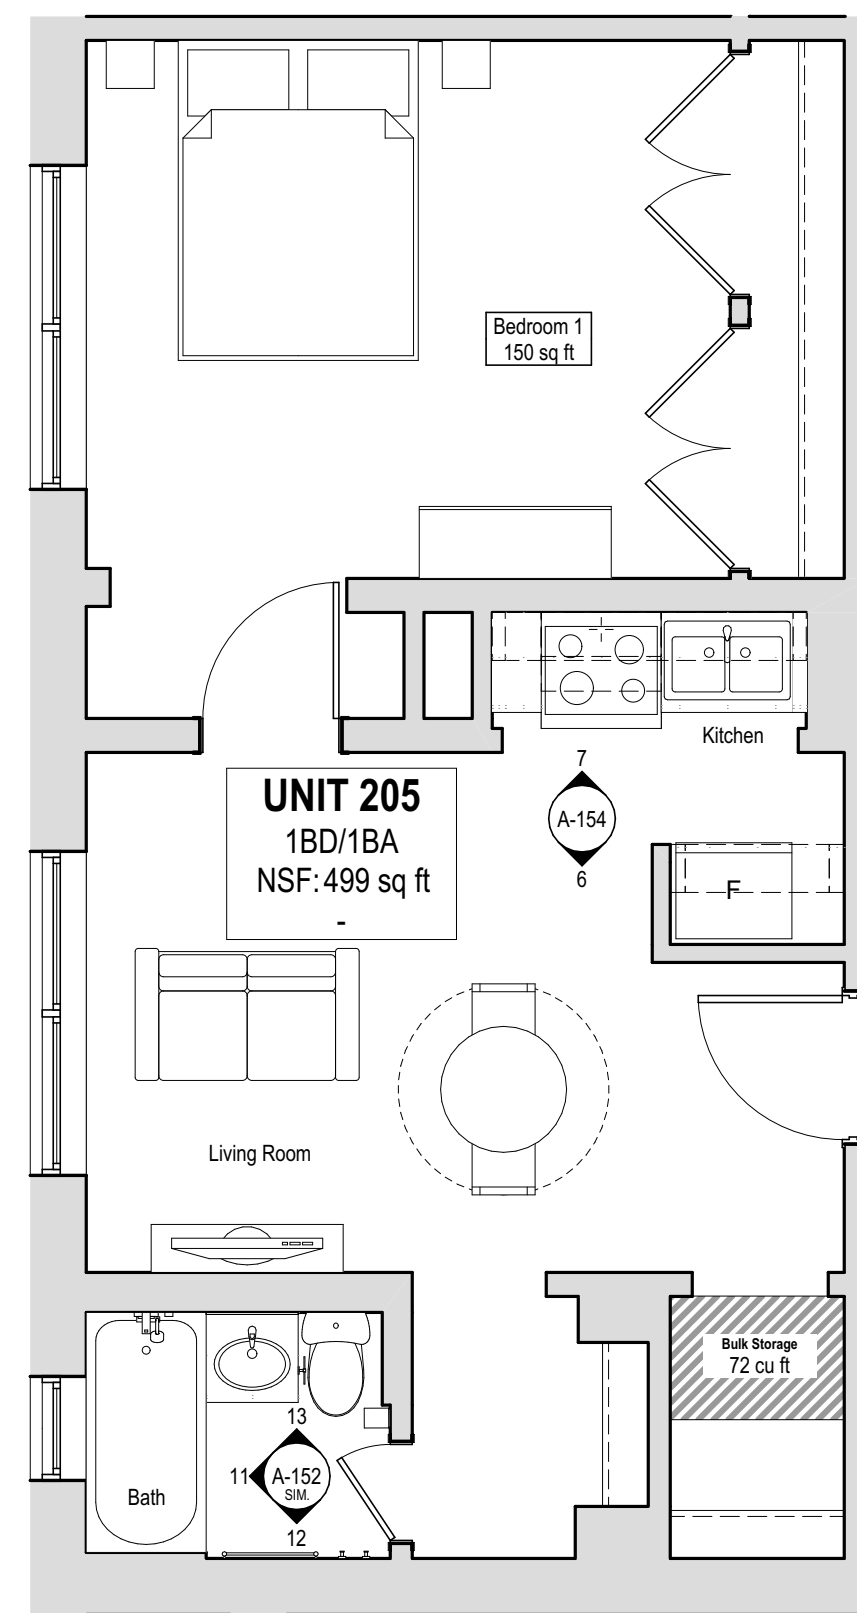 Bedroom 1
150 sq ft
Kitchen
UNIT 205
1BD/1BA
NSF: 499 sq ft
-
7
A-154
6
F
Living Room
Bulk Storage
72 cu ft
13
11
A-152
SIM.
12
Bath